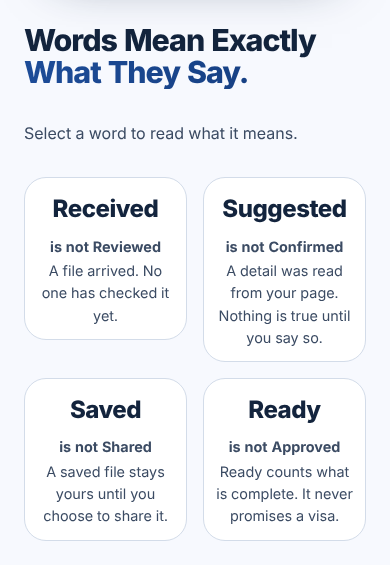 Words Mean Exactly
What They Say.
Select a word to read what it means.
Received
is not Reviewed
A file arrived. No
one has checked it
yet.
Suggested
is not Confirmed
A detail was read
from your page.
Nothing is true until
you say so.
Saved
is not Shared
A saved file stays
yours until you
choose to share it.
Ready
is not Approved
Ready counts what
is complete. It never
promises a visa.